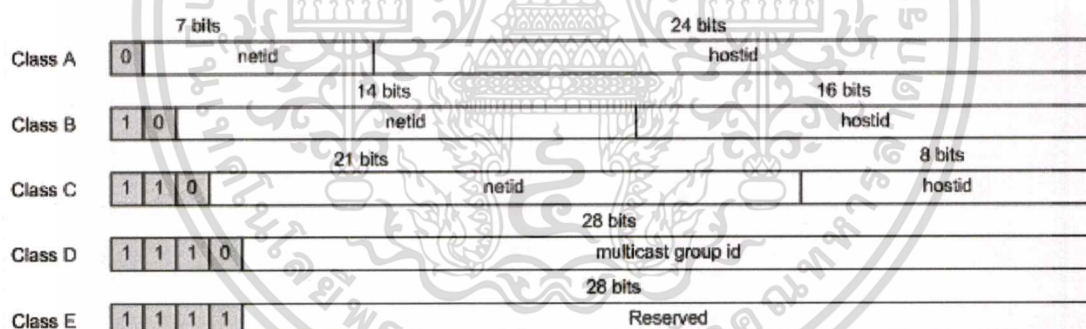 7 bits 24 bits
Class A 0 netid hostid
14 bits 16 bits
Class B 1 0 netid hostid
21 bits 8 bits
Class C 1 1 0 netid hostid
28 bits
Class D 1 1 1 0 multicast group id
28 bits
Class E 1 1 1 1 Reserved